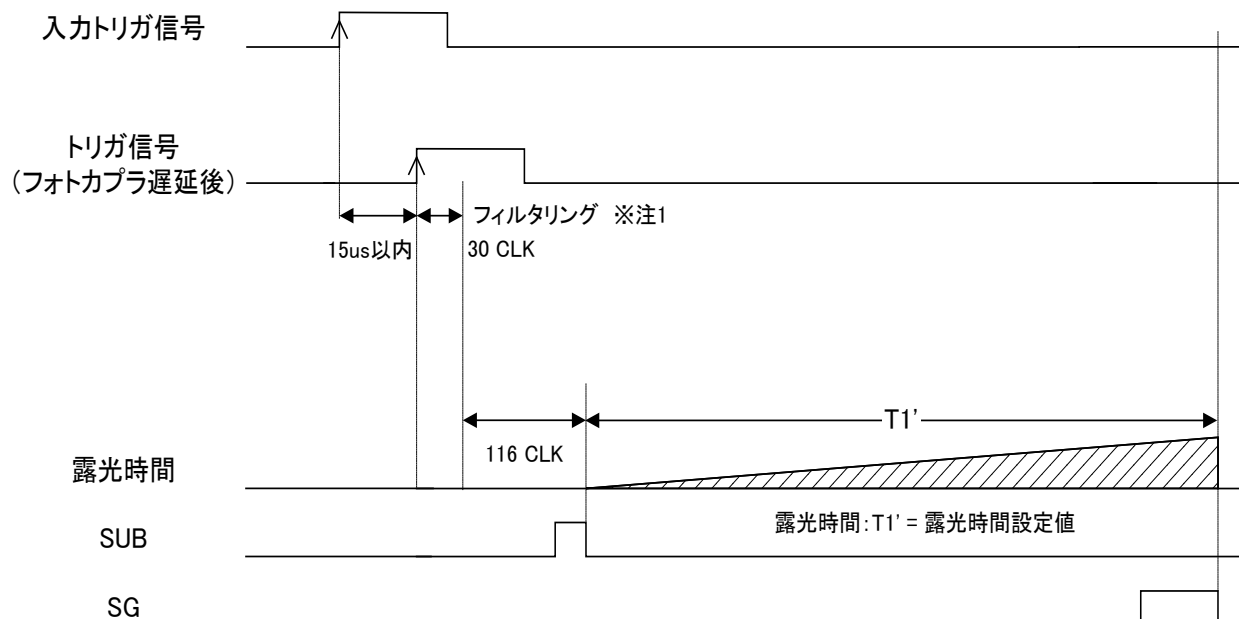 入力トリガ信号
トリガ信号
（フォトカプラ遅延後）
フィルタリング ※注1
15us以内
30 CLK
T1'
116 CLK
露光時間
露光時間：T1' = 露光時間設定値
SUB
SG